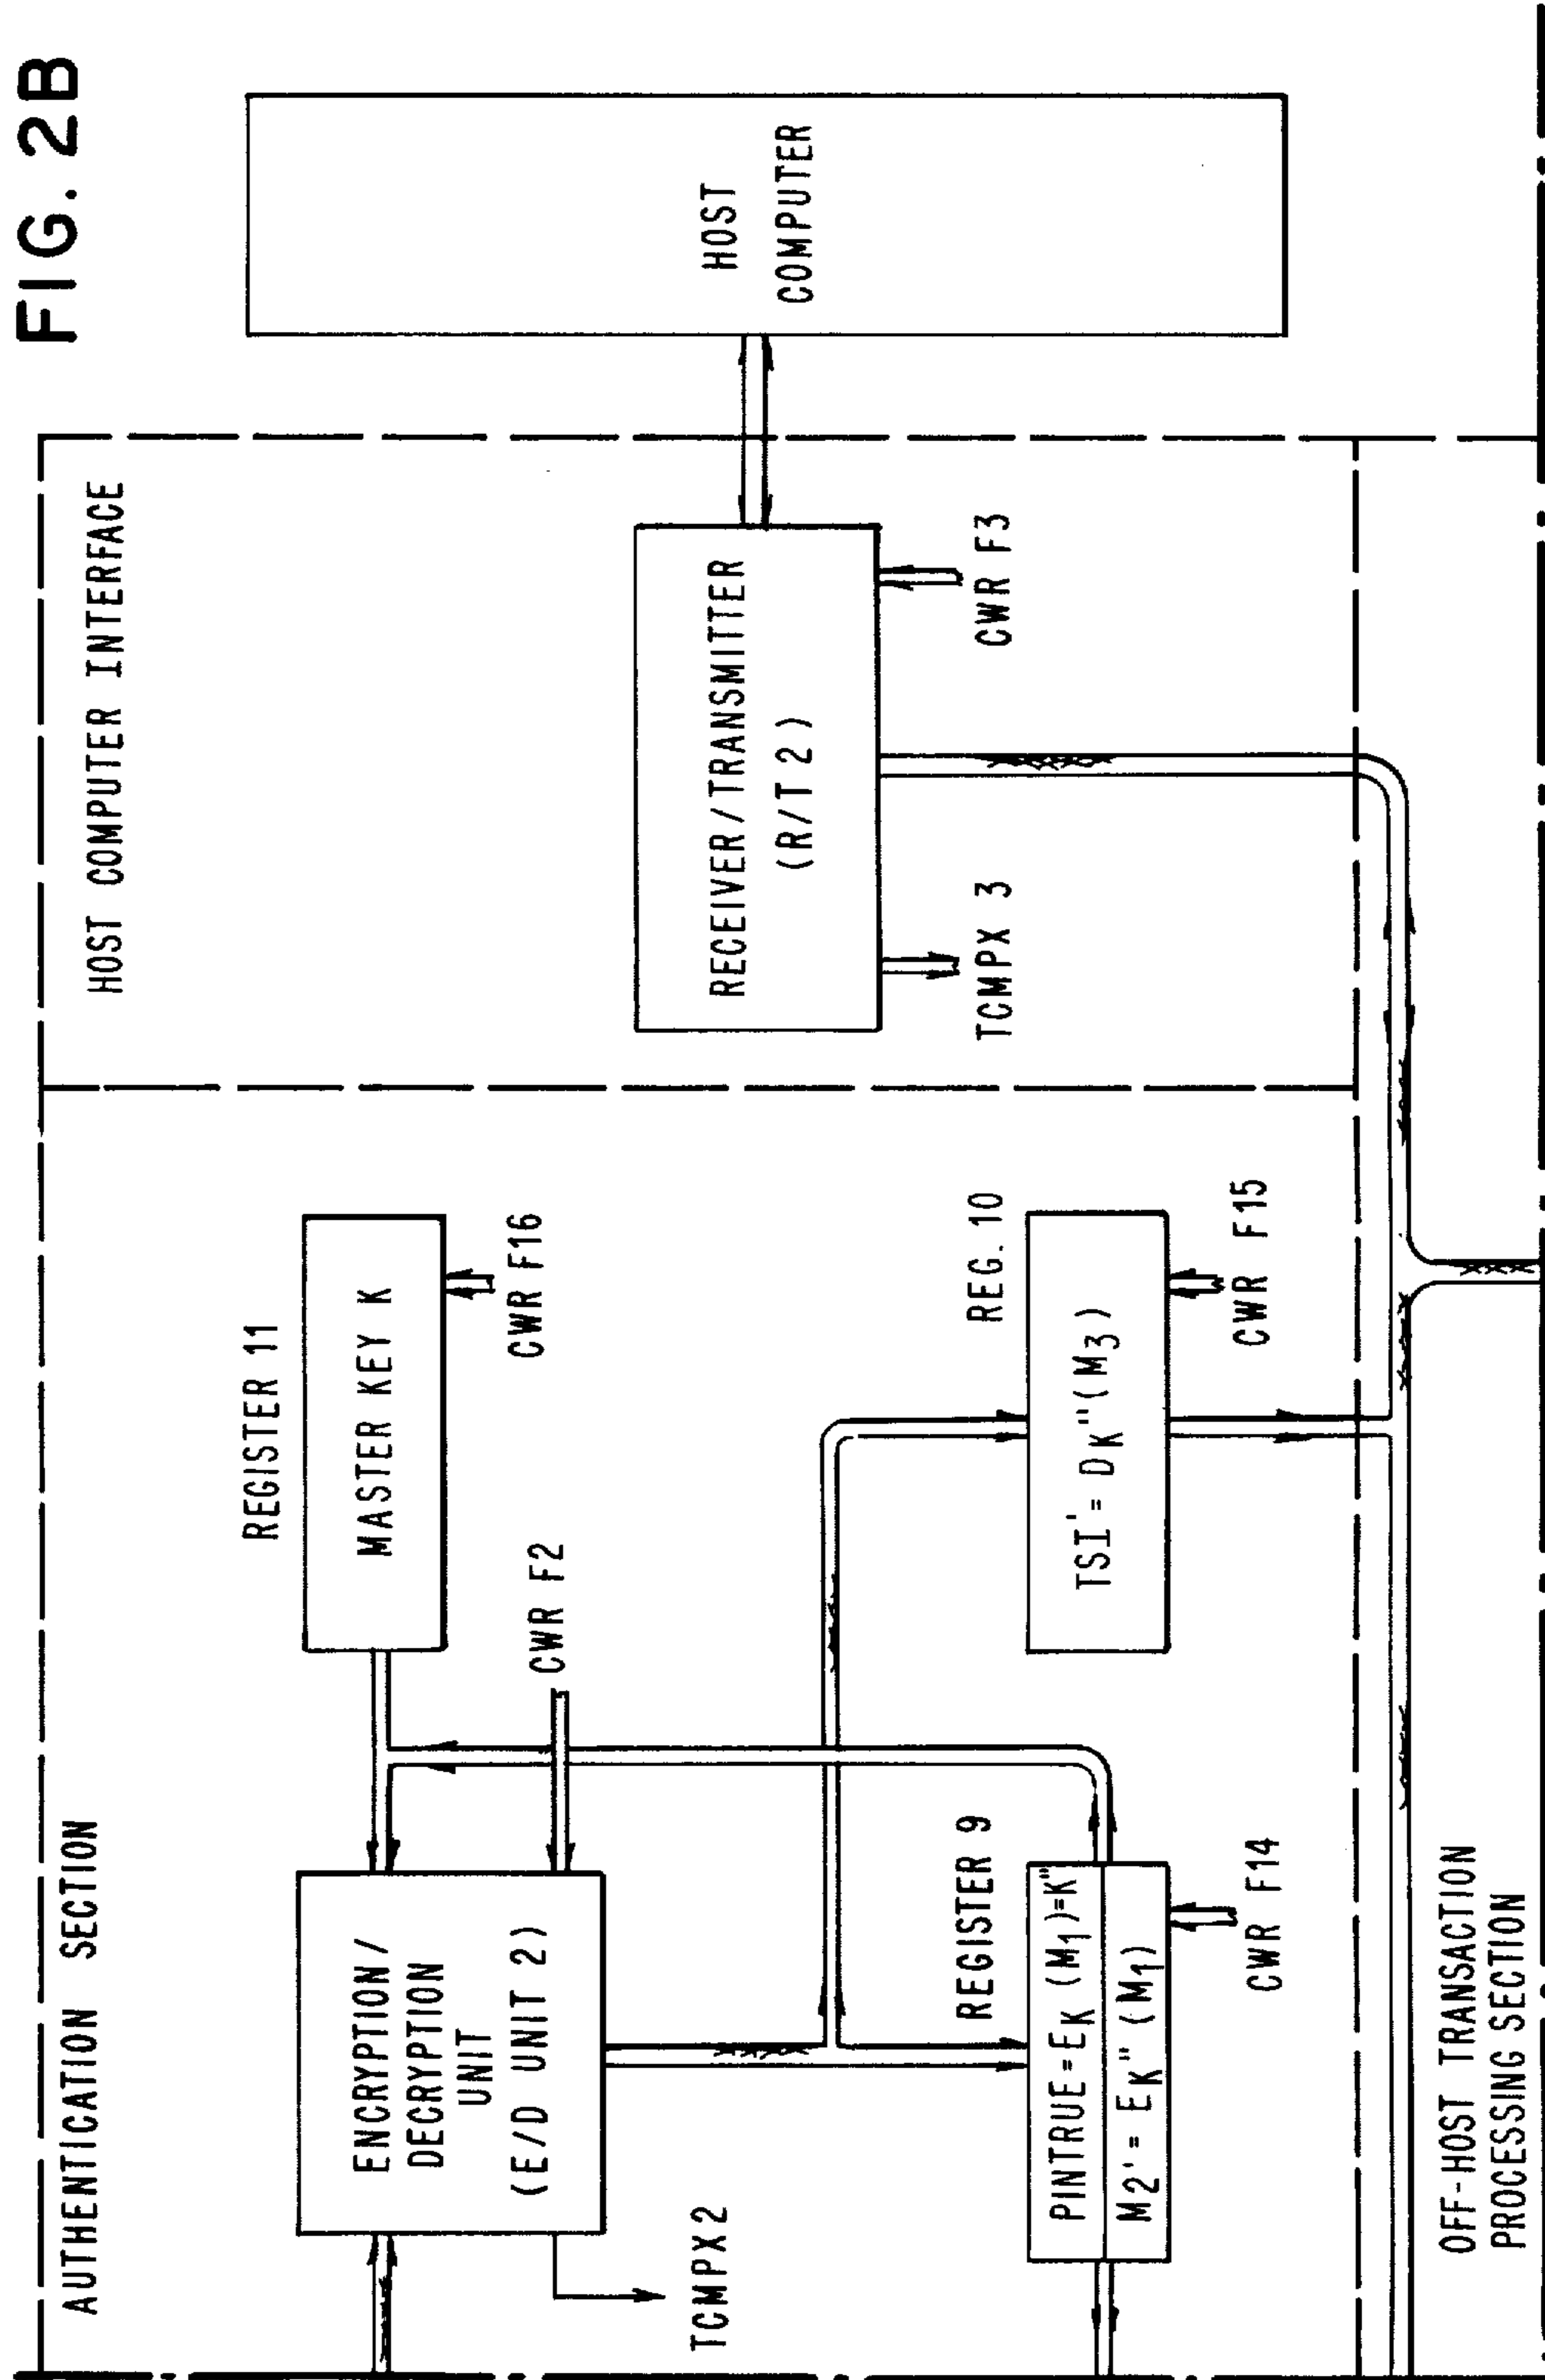 FIG. 2B
AUTHENTICATION SECTION
HOST COMPUTER INTERFACE
REGISTER 11
MASTER KEY K
CWR F16
ENCRYPTION/
DECRYPTION
UNIT
(E/D UNIT 2)
CWR F2
TCMPX2
HOST
COMPUTER
RECEIVER/TRANSMITTER
(R/T 2)
TCMPX 3
CWR F3
REGISTER 9
PINTRUE=EK (M1)=K"
M2'= EK" (M1)
CWR F14
REG. 10
TSI'= DK"(M3)
CWR F15
OFF-HOST TRANSACTION
PROCESSING SECTION